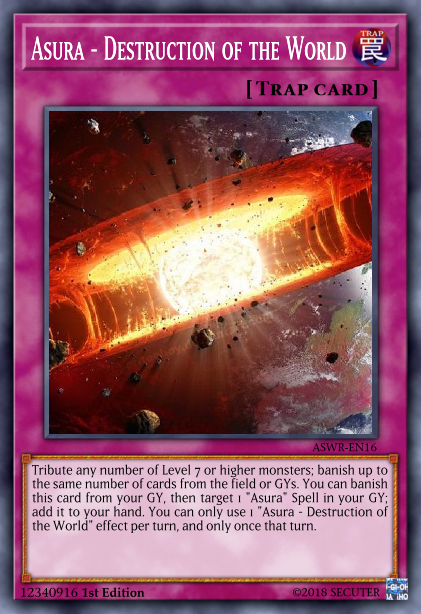 Asura - Destruction of the World
TRAP
罠
[TRAP CARD]
ASWR-EN16
Tribute any number of Level 7 or higher monsters; banish up to
the same number of cards from the field or GYs. You can banish
this card from your GY, then target 1 "Asura" Spell in your GY;
add it to your hand. You can only use 1 "Asura - Destruction of
the World" effect per turn, and only once that turn.
12340916 1st Edition
©2018 SECUTER